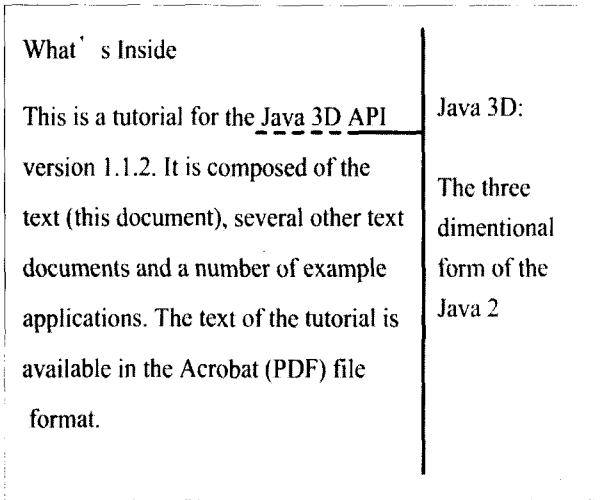 What's Inside
This is a tutorial for the Java 3D API
version 1.1.2. It is composed of the
text (this document), several other text
documents and a number of example
applications. The text of the tutorial is
available in the Acrobat (PDF) file
format.
Java 3D:
The three
dimentional
form of the
Java 2